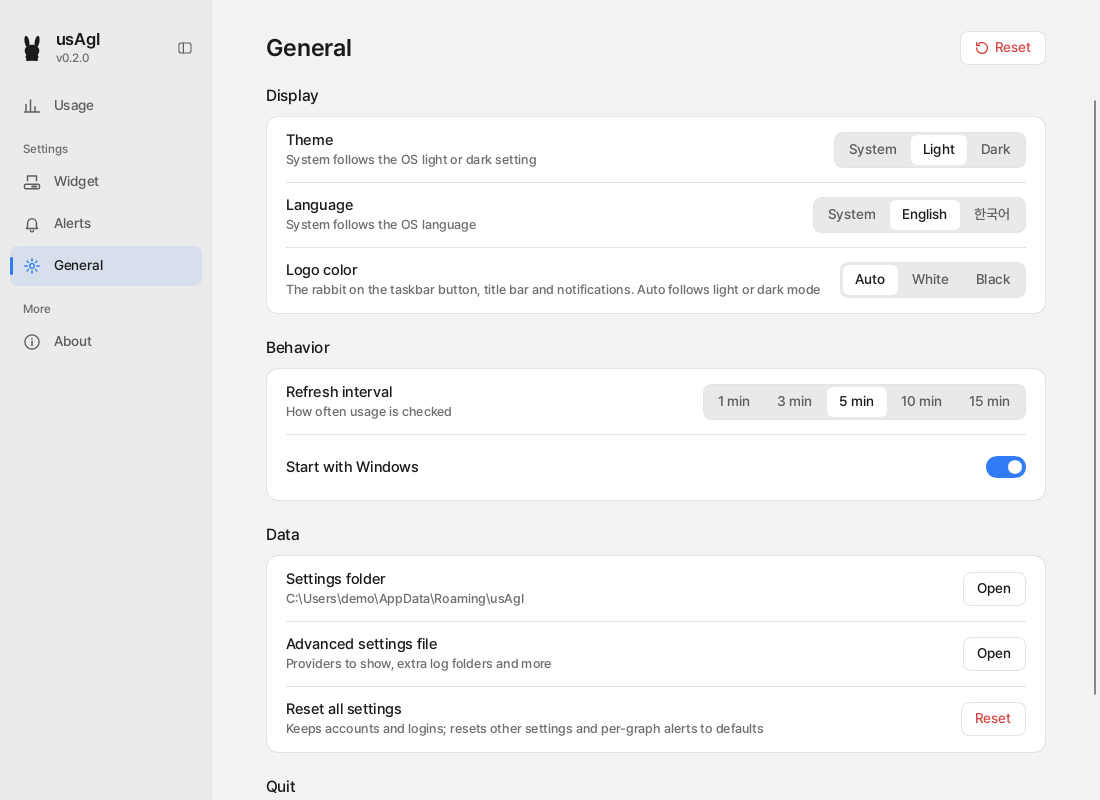 usAgI
v0.2.0
Usage
Settings
Widget
Alerts
General
More
About
General
Reset
Display
Theme
System follows the OS light or dark setting
System Light Dark
Language
System follows the OS language
System English 한국어
Logo color
The rabbit on the taskbar button, title bar and notifications. Auto follows light or dark mode
Auto White Black
Behavior
Refresh interval
How often usage is checked
1 min 3 min 5 min 10 min 15 min
Start with Windows
Data
Settings folder
C:\Users\demo\AppData\Roaming\usAgI
Open
Advanced settings file
Providers to show, extra log folders and more
Open
Reset all settings
Keeps accounts and logins; resets other settings and per-graph alerts to defaults
Reset
Quit